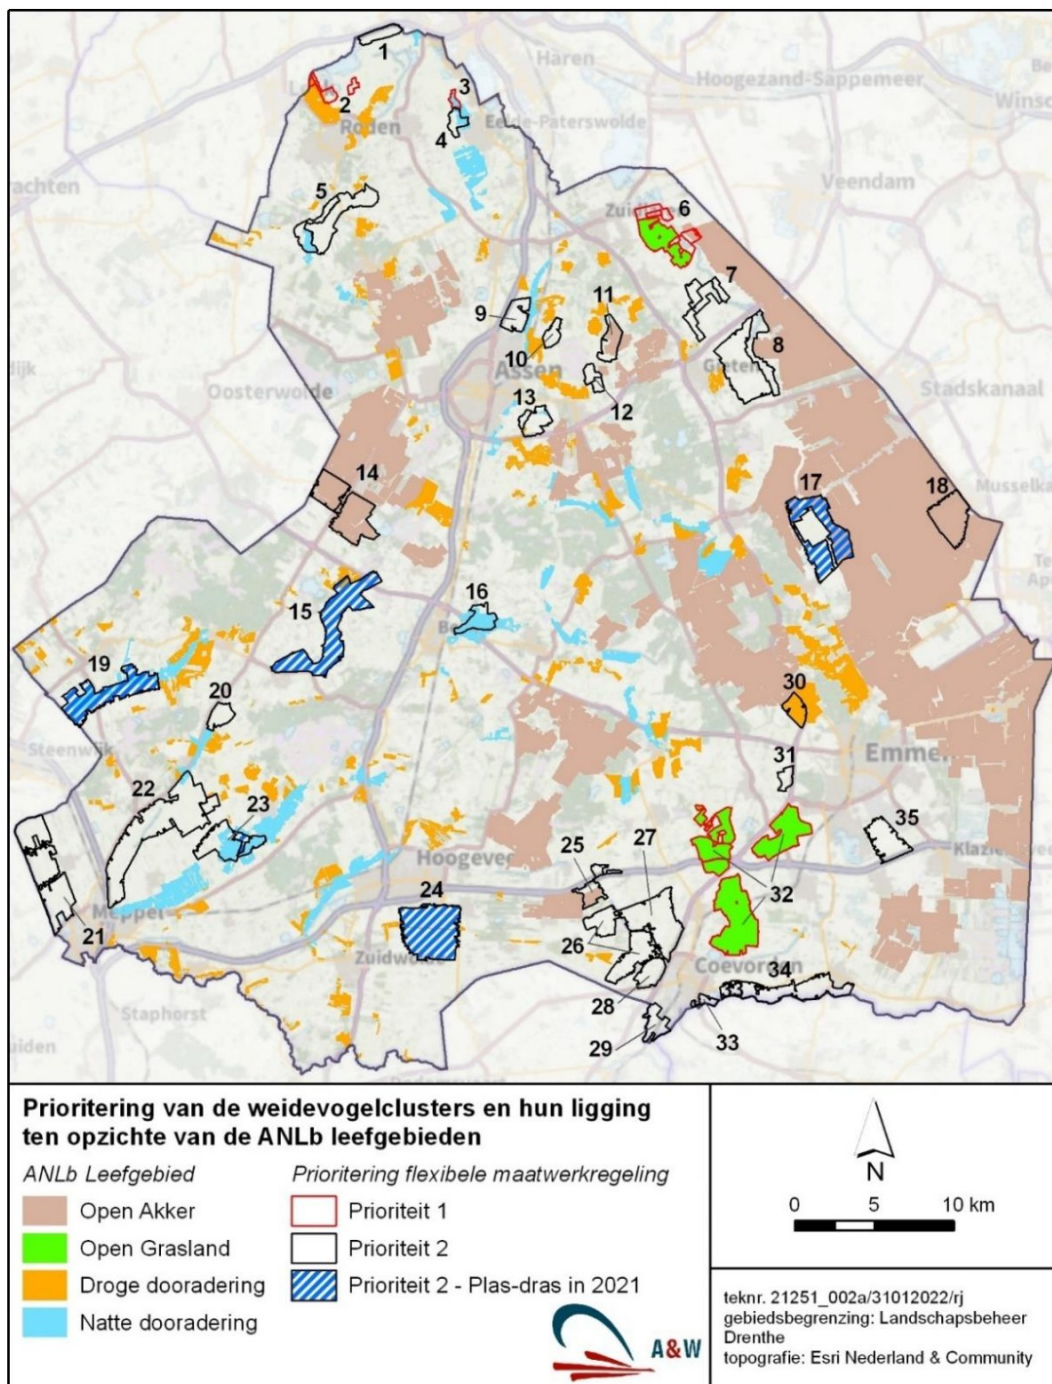 Haren
Hoogezand-Sappemeer
1
3
2
Roden
4
Eelde-Paterswolde
Veendam
5
6
7
9
11
8
10
Gieten
Assen
Stadskanaal
Oosterwolde
12
13
14
17
18
15
16
19
20
30
Steenwijk
Emmen
31
22
23
35
25
27
32
24
26
21
Meppel
Coevorden
34
28
Staphorst
29
33
Prioritering van de weidevogelclusters en hun ligging
ten opzichte van de ANLb leefgebieden
ANLb Leefgebied
Open Akker
Open Grasland
Droge dooradering
Natte dooradering
Prioritering flexibele maatwerkregeling
Prioriteit 1
Prioriteit 2
Prioriteit 2 - Plas-dras in 2021
A&W
N
0 5 10 km
teknr. 21251_002a/31012022/rj
gebiedsbegrenzing: Landschapsbeheer
Drenthe
topografie: Esri Nederland & Community